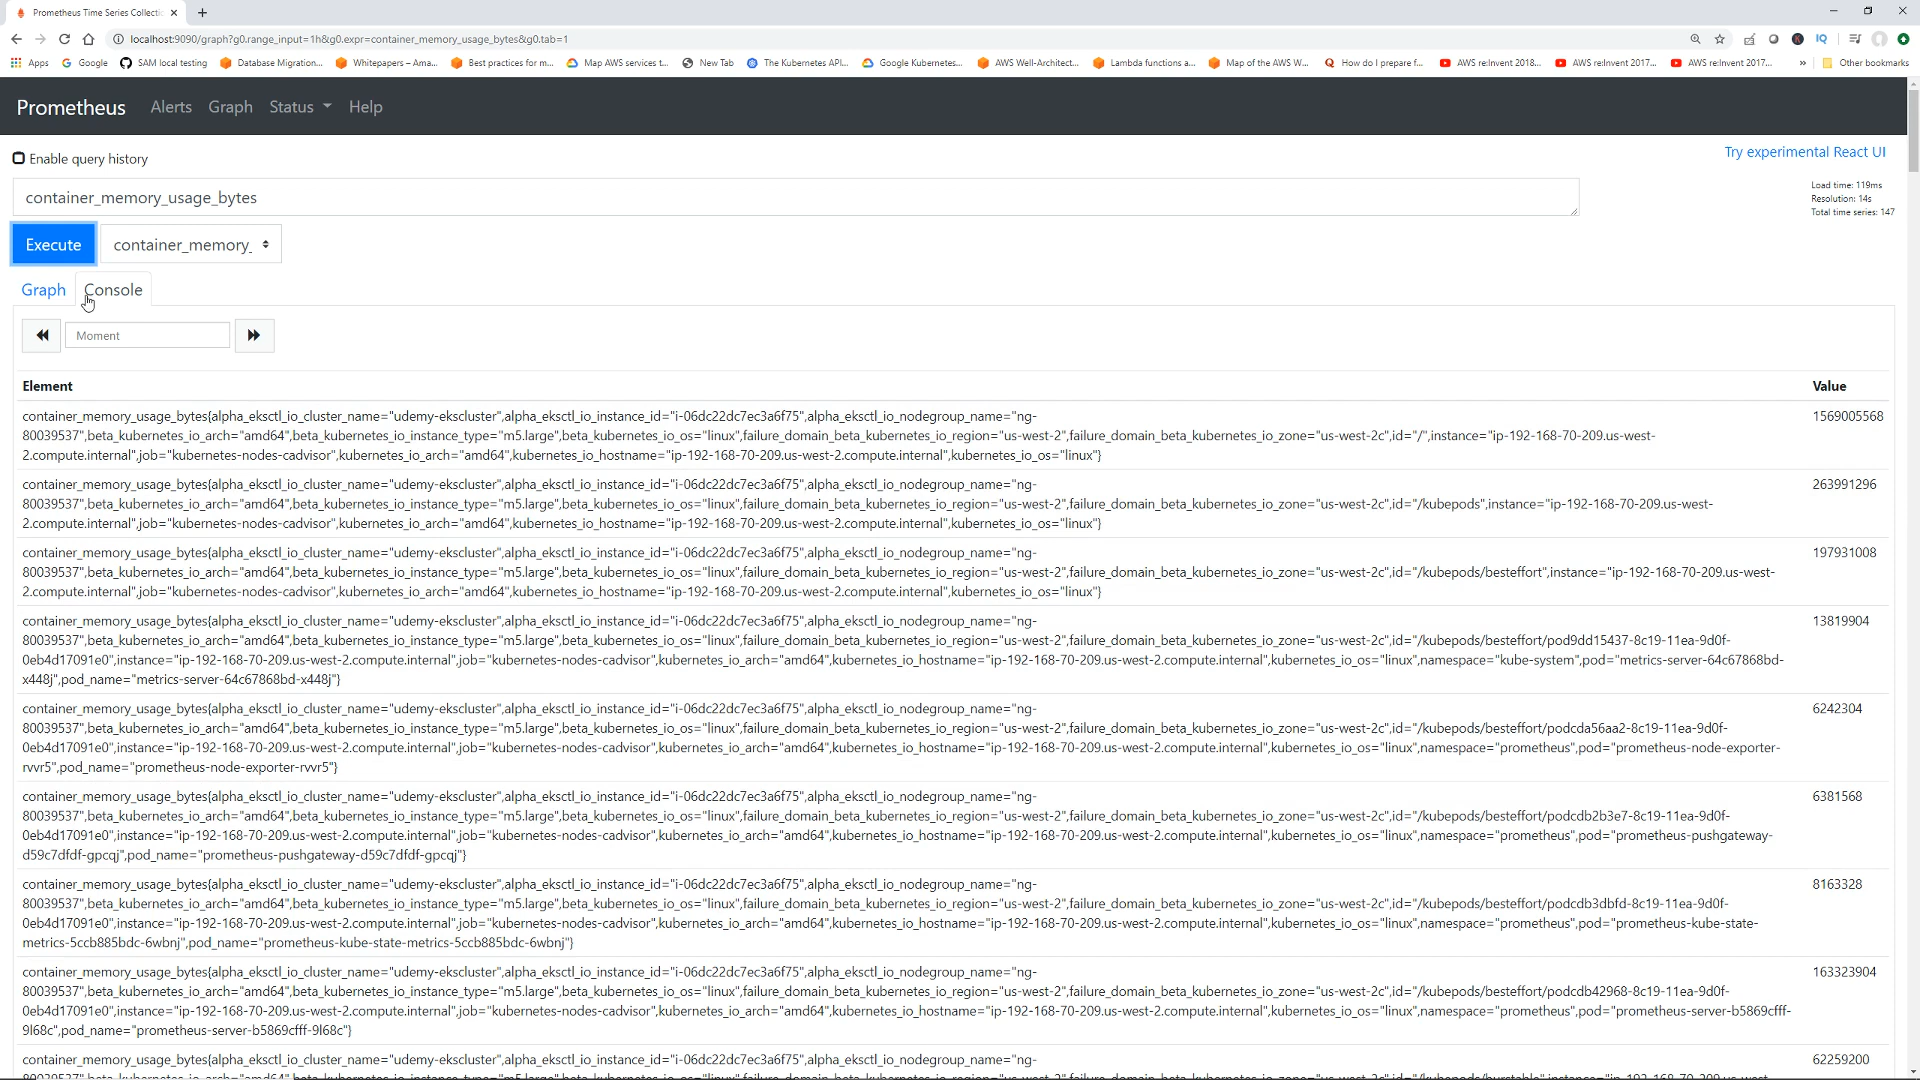 Prometheus Time Series Collectic
localhost:9090/graph?g0.range_input=1h&g0.expr=container_memory_usage_bytes&g0.tab=1
Apps Google SAM local testing Database Migration... Whitepapers – Ama... Best practices for m... Map AWS services t... New Tab The Kubernetes API... Google Kubernetes... AWS Well-Architect... Lambda functions a... Map of the AWS W... How do I prepare f... AWS re:Invent 2018... AWS re:Invent 2017... AWS re:Invent 2017... » Other bookmarks
Prometheus Alerts Graph Status Help
Enable query history
Try experimental React UI
container_memory_usage_bytes
Load time: 119ms
Resolution: 14s
Total time series: 147
Execute container_memory_
Graph Console
Moment
Element Value
container_memory_usage_bytes{alpha_eksctl_io_cluster_name="udemy-ekscluster",alpha_eksctl_io_instance_id="i-06dc22dc7ec3a6f75",alpha_eksctl_io_nodegroup_name="ng- 1569005568
80039537",beta_kubernetes_io_arch="amd64",beta_kubernetes_io_instance_type="m5.large",beta_kubernetes_io_os="linux",failure_domain_beta_kubernetes_io_region="us-west-2",failure_domain_beta_kubernetes_io_zone="us-west-2c",id="/",instance="ip-192-168-70-209.us-west-
2.compute.internal",job="kubernetes-nodes-cadvisor",kubernetes_io_arch="amd64",kubernetes_io_hostname="ip-192-168-70-209.us-west-2.compute.internal",kubernetes_io_os="linux"}
container_memory_usage_bytes{alpha_eksctl_io_cluster_name="udemy-ekscluster",alpha_eksctl_io_instance_id="i-06dc22dc7ec3a6f75",alpha_eksctl_io_nodegroup_name="ng- 263991296
80039537",beta_kubernetes_io_arch="amd64",beta_kubernetes_io_instance_type="m5.large",beta_kubernetes_io_os="linux",failure_domain_beta_kubernetes_io_region="us-west-2",failure_domain_beta_kubernetes_io_zone="us-west-2c",id="/kubepods",instance="ip-192-168-70-209.us-west-
2.compute.internal",job="kubernetes-nodes-cadvisor",kubernetes_io_arch="amd64",kubernetes_io_hostname="ip-192-168-70-209.us-west-2.compute.internal",kubernetes_io_os="linux"}
container_memory_usage_bytes{alpha_eksctl_io_cluster_name="udemy-ekscluster",alpha_eksctl_io_instance_id="i-06dc22dc7ec3a6f75",alpha_eksctl_io_nodegroup_name="ng- 197931008
80039537",beta_kubernetes_io_arch="amd64",beta_kubernetes_io_instance_type="m5.large",beta_kubernetes_io_os="linux",failure_domain_beta_kubernetes_io_region="us-west-2",failure_domain_beta_kubernetes_io_zone="us-west-2c",id="/kubepods/besteffort",instance="ip-192-168-70-209.us-west-
2.compute.internal",job="kubernetes-nodes-cadvisor",kubernetes_io_arch="amd64",kubernetes_io_hostname="ip-192-168-70-209.us-west-2.compute.internal",kubernetes_io_os="linux"}
container_memory_usage_bytes{alpha_eksctl_io_cluster_name="udemy-ekscluster",alpha_eksctl_io_instance_id="i-06dc22dc7ec3a6f75",alpha_eksctl_io_nodegroup_name="ng- 13819904
80039537",beta_kubernetes_io_arch="amd64",beta_kubernetes_io_instance_type="m5.large",beta_kubernetes_io_os="linux",failure_domain_beta_kubernetes_io_region="us-west-2",failure_domain_beta_kubernetes_io_zone="us-west-2c",id="/kubepods/besteffort/pod9dd15437-8c19-11ea-9d0f-
0eb4d17091e0",instance="ip-192-168-70-209.us-west-2.compute.internal",job="kubernetes-nodes-cadvisor",kubernetes_io_arch="amd64",kubernetes_io_hostname="ip-192-168-70-209.us-west-2.compute.internal",kubernetes_io_os="linux",namespace="kube-system",pod="metrics-server-64c67868bd-
x448j",pod_name="metrics-server-64c67868bd-x448j"}
container_memory_usage_bytes{alpha_eksctl_io_cluster_name="udemy-ekscluster",alpha_eksctl_io_instance_id="i-06dc22dc7ec3a6f75",alpha_eksctl_io_nodegroup_name="ng- 6242304
80039537",beta_kubernetes_io_arch="amd64",beta_kubernetes_io_instance_type="m5.large",beta_kubernetes_io_os="linux",failure_domain_beta_kubernetes_io_region="us-west-2",failure_domain_beta_kubernetes_io_zone="us-west-2c",id="/kubepods/besteffort/podcda56aa2-8c19-11ea-9d0f-
0eb4d17091e0",instance="ip-192-168-70-209.us-west-2.compute.internal",job="kubernetes-nodes-cadvisor",kubernetes_io_arch="amd64",kubernetes_io_hostname="ip-192-168-70-209.us-west-2.compute.internal",kubernetes_io_os="linux",namespace="prometheus",pod="prometheus-node-exporter-
rvvr5",pod_name="prometheus-node-exporter-rvvr5"}
container_memory_usage_bytes{alpha_eksctl_io_cluster_name="udemy-ekscluster",alpha_eksctl_io_instance_id="i-06dc22dc7ec3a6f75",alpha_eksctl_io_nodegroup_name="ng- 6381568
80039537",beta_kubernetes_io_arch="amd64",beta_kubernetes_io_instance_type="m5.large",beta_kubernetes_io_os="linux",failure_domain_beta_kubernetes_io_region="us-west-2",failure_domain_beta_kubernetes_io_zone="us-west-2c",id="/kubepods/besteffort/podcdb2b3e7-8c19-11ea-9d0f-
0eb4d17091e0",instance="ip-192-168-70-209.us-west-2.compute.internal",job="kubernetes-nodes-cadvisor",kubernetes_io_arch="amd64",kubernetes_io_hostname="ip-192-168-70-209.us-west-2.compute.internal",kubernetes_io_os="linux",namespace="prometheus",pod="prometheus-pushgateway-
d59c7dfdf-gpcqj",pod_name="prometheus-pushgateway-d59c7dfdf-gpcqj"}
container_memory_usage_bytes{alpha_eksctl_io_cluster_name="udemy-ekscluster",alpha_eksctl_io_instance_id="i-06dc22dc7ec3a6f75",alpha_eksctl_io_nodegroup_name="ng- 8163328
80039537",beta_kubernetes_io_arch="amd64",beta_kubernetes_io_instance_type="m5.large",beta_kubernetes_io_os="linux",failure_domain_beta_kubernetes_io_region="us-west-2",failure_domain_beta_kubernetes_io_zone="us-west-2c",id="/kubepods/besteffort/podcdb3dbfd-8c19-11ea-9d0f-
0eb4d17091e0",instance="ip-192-168-70-209.us-west-2.compute.internal",job="kubernetes-nodes-cadvisor",kubernetes_io_arch="amd64",kubernetes_io_hostname="ip-192-168-70-209.us-west-2.compute.internal",kubernetes_io_os="linux",namespace="prometheus",pod="prometheus-kube-state-
metrics-5ccb885bdc-6wbnj",pod_name="prometheus-kube-state-metrics-5ccb885bdc-6wbnj"}
container_memory_usage_bytes{alpha_eksctl_io_cluster_name="udemy-ekscluster",alpha_eksctl_io_instance_id="i-06dc22dc7ec3a6f75",alpha_eksctl_io_nodegroup_name="ng- 163323904
80039537",beta_kubernetes_io_arch="amd64",beta_kubernetes_io_instance_type="m5.large",beta_kubernetes_io_os="linux",failure_domain_beta_kubernetes_io_region="us-west-2",failure_domain_beta_kubernetes_io_zone="us-west-2c",id="/kubepods/besteffort/podcdb42968-8c19-11ea-9d0f-
0eb4d17091e0",instance="ip-192-168-70-209.us-west-2.compute.internal",job="kubernetes-nodes-cadvisor",kubernetes_io_arch="amd64",kubernetes_io_hostname="ip-192-168-70-209.us-west-2.compute.internal",kubernetes_io_os="linux",namespace="prometheus",pod="prometheus-server-b5869cfff-
9l68c",pod_name="prometheus-server-b5869cfff-9l68c"}
container_memory_usage_bytes{alpha_eksctl_io_cluster_name="udemy-ekscluster",alpha_eksctl_io_instance_id="i-06dc22dc7ec3a6f75",alpha_eksctl_io_nodegroup_name="ng- 62259200